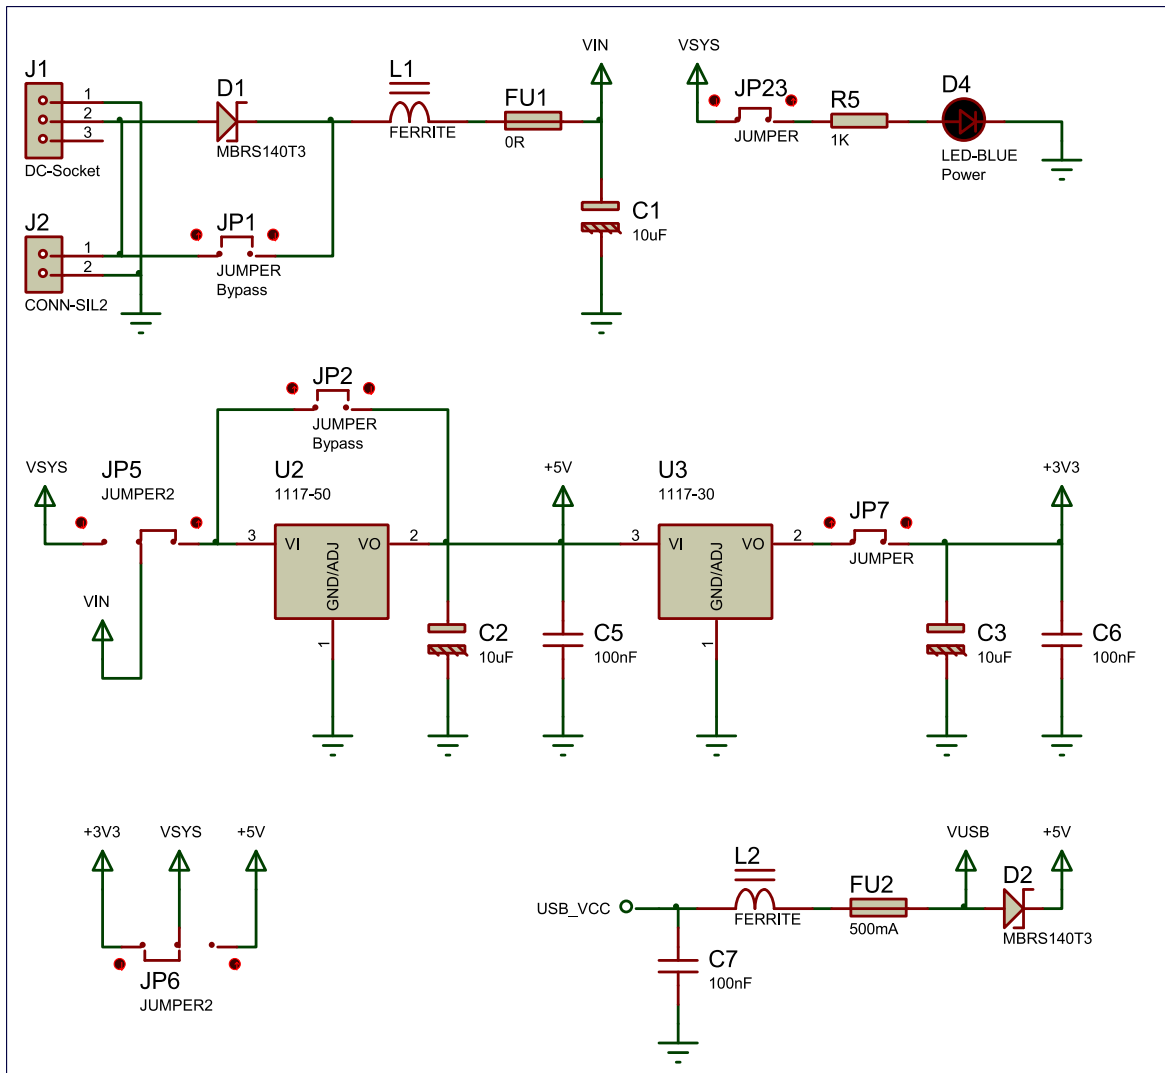 J1
1
2
3
DC-Socket
D1
MBRS140T3
L1
FERRITE
FU1
0R
VIN
C1
10uF
VSYS
JP23
JUMPER
R5
1K
D4
LED-BLUE
Power
J2
1
2
CONN-SIL2
JP1
JUMPER
Bypass
JP2
JUMPER
Bypass
VSYS
JP5
JUMPER2
VIN
U2
1117-50
3
VI
VO
2
GND/ADJ
1
C2
10uF
+5V
C5
100nF
U3
1117-30
3
VI
VO
2
GND/ADJ
1
JP7
JUMPER
+3V3
C3
10uF
C6
100nF
+3V3
VSYS
+5V
JP6
JUMPER2
USB_VCC
C7
100nF
L2
FERRITE
FU2
500mA
VUSB
D2
MBRS140T3
+5V